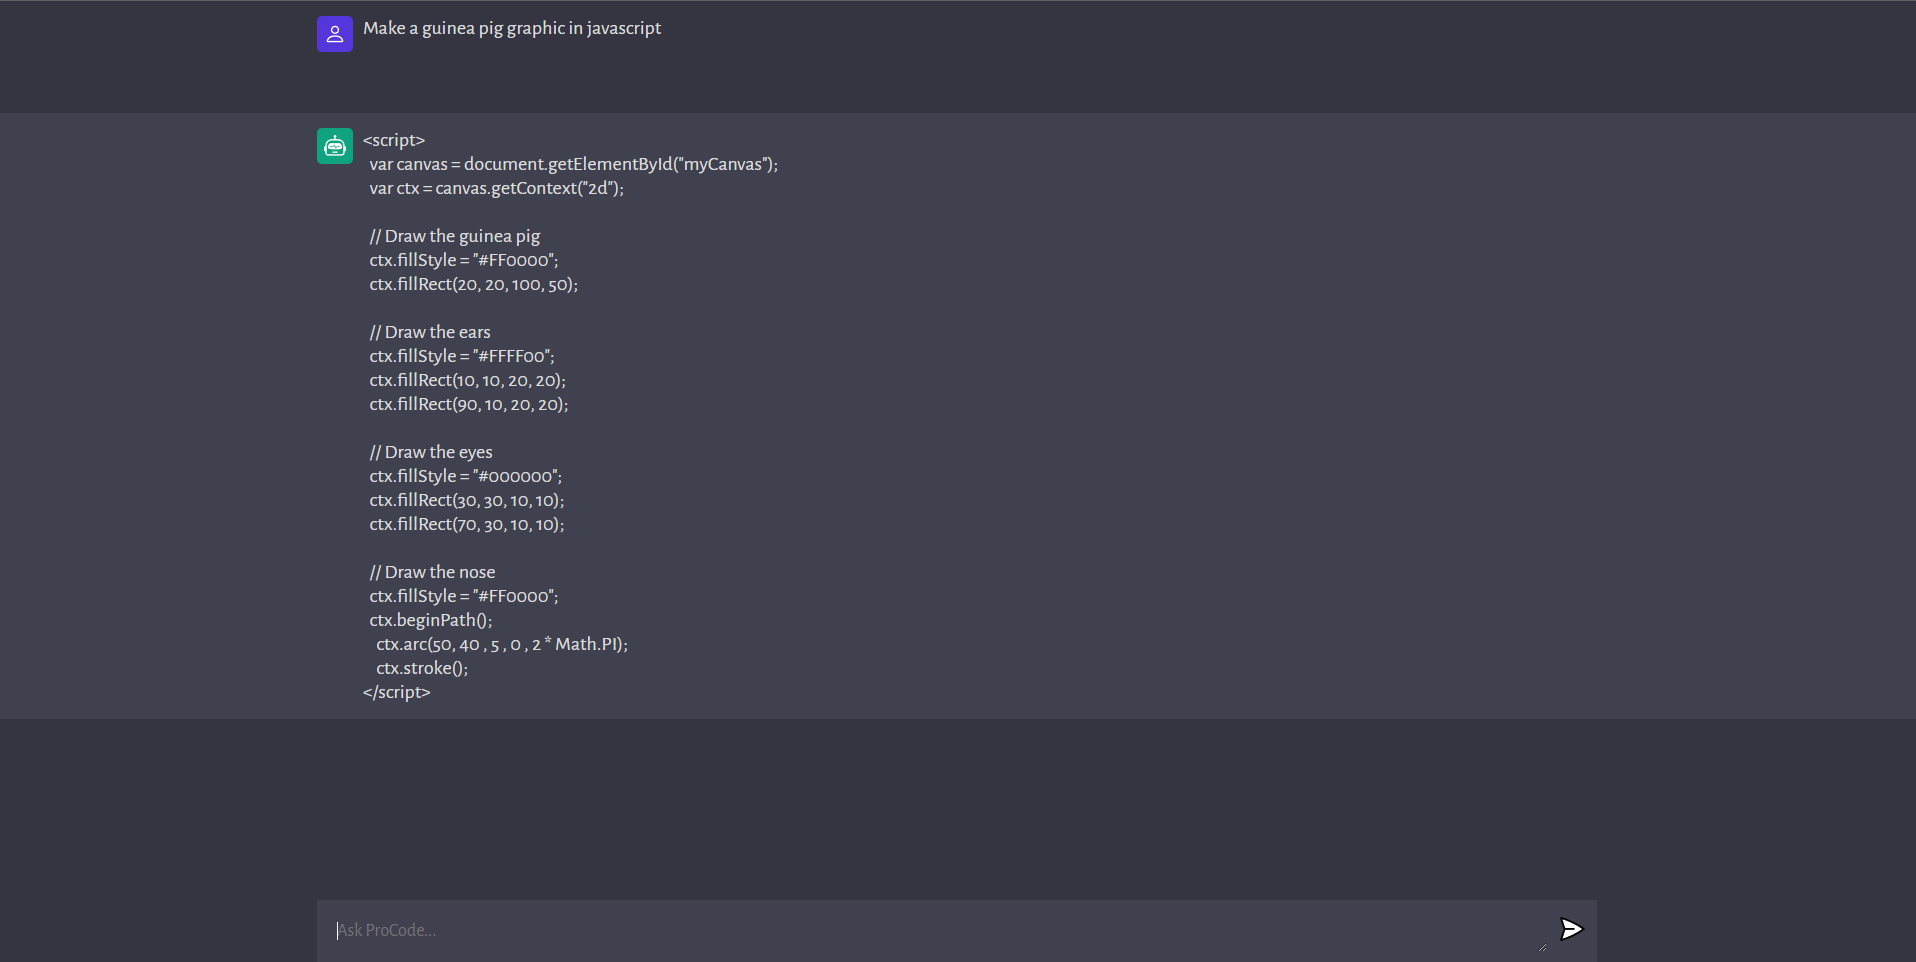 Make a guinea pig graphic in javascript
<script>
var canvas = document.getElementById("myCanvas");
var ctx = canvas.getContext("2d");
// Draw the guinea pig
ctx.fillStyle = "#FF0000";
ctx.fillRect(20, 20, 100, 50);
// Draw the ears
ctx.fillStyle = "#FFFF00";
ctx.fillRect(10, 10, 20, 20);
ctx.fillRect(90, 10, 20, 20);
// Draw the eyes
ctx.fillStyle = "#000000";
ctx.fillRect(30, 30, 10, 10);
ctx.fillRect(70, 30, 10, 10);
// Draw the nose
ctx.fillStyle = "#FF0000";
ctx.beginPath();
ctx.arc(50, 40 , 5 , 0 , 2 * Math.PI);
ctx.stroke();
</script>
Ask ProCode...